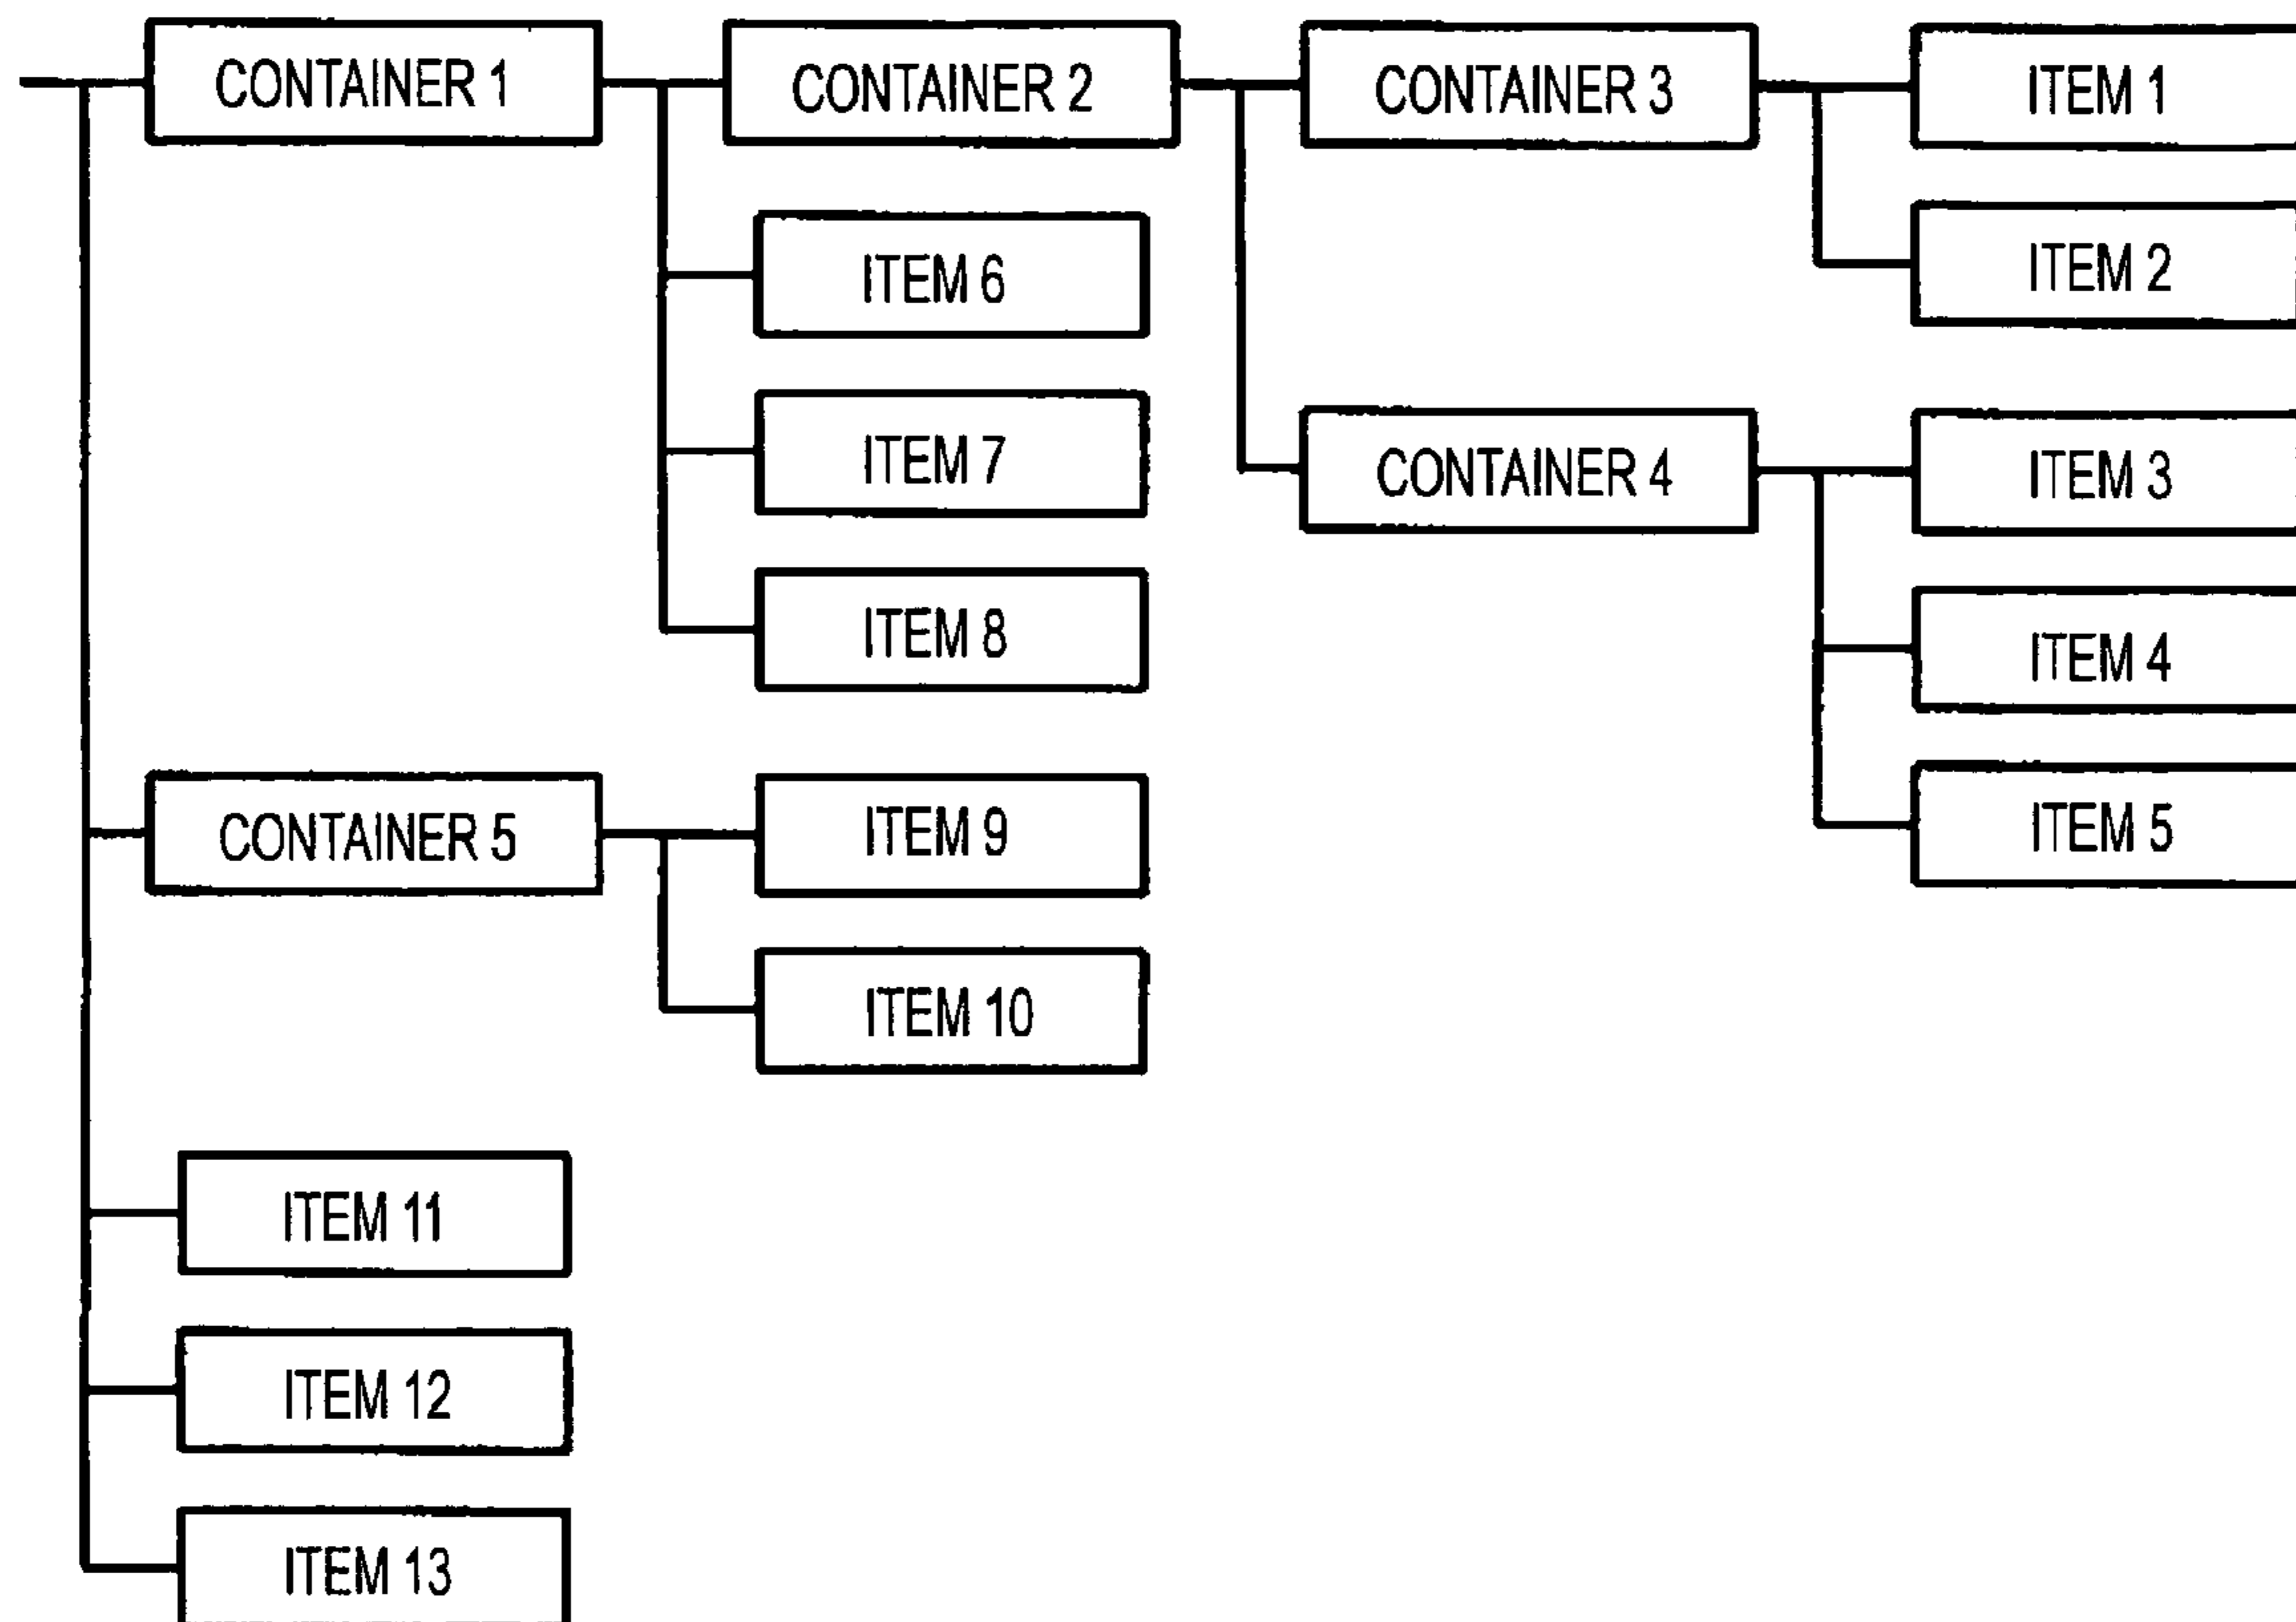 CONTAINER 1
CONTAINER 2
CONTAINER 3
ITEM 1
ITEM 2
ITEM 6
ITEM 7
ITEM 8
CONTAINER 4
ITEM 3
ITEM 4
ITEM 5
CONTAINER 5
ITEM 9
ITEM 10
ITEM 11
ITEM 12
ITEM 13